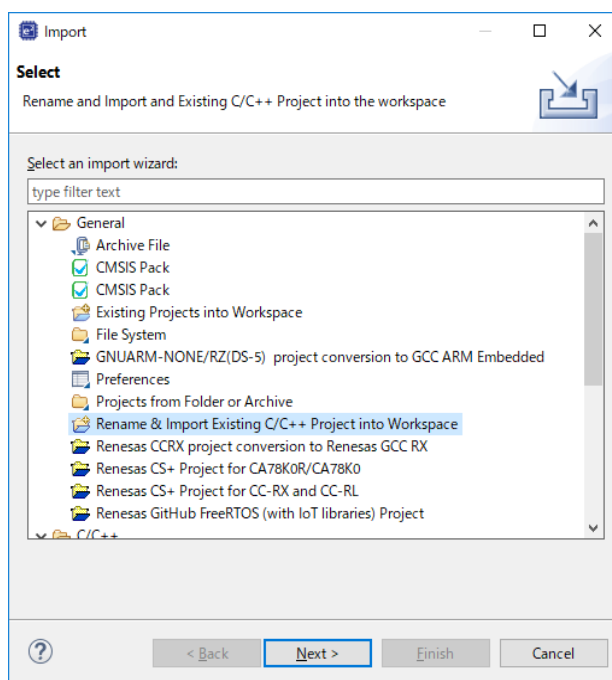 Import
Select
Rename and Import and Existing C/C++ Project into the workspace
Select an import wizard:
type filter text
General
Archive File
CMSIS Pack
CMSIS Pack
Existing Projects into Workspace
File System
GNUARM-NONE/RZ(DS-5)  project conversion to GCC ARM Embedded
Preferences
Projects from Folder or Archive
Rename & Import Existing C/C++ Project into Workspace
Renesas CCRX project conversion to Renesas GCC RX
Renesas CS+ Project for CA78K0R/CA78K0
Renesas CS+ Project for CC-RX and CC-RL
Renesas GitHub FreeRTOS (with IoT libraries) Project
C/C++
? < Back Next > Finish Cancel